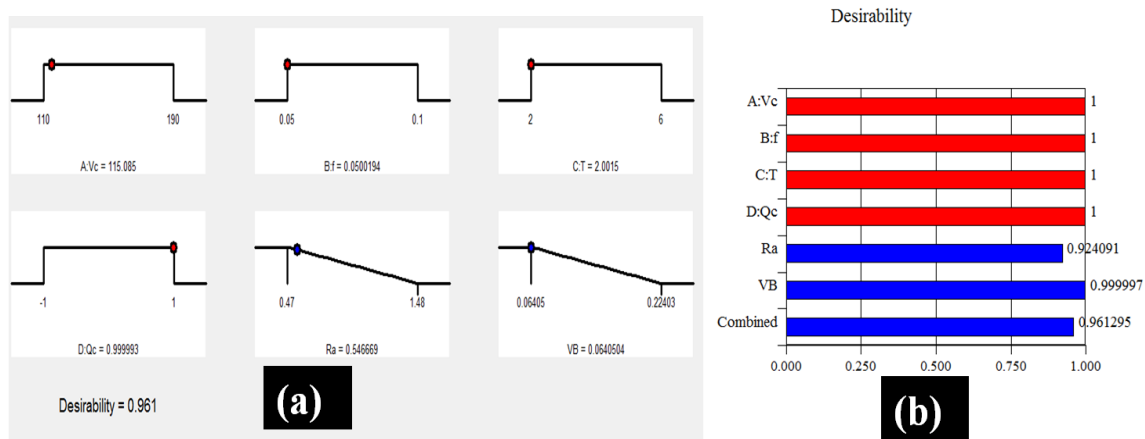 110 190
A:Vc = 115.085
0.05 0.1
B:f = 0.0500194
2 6
C:T = 2.0015
-1 1
D:Qc = 0.999993
0.47 1.48
Ra = 0.546669
0.06405 0.22403
VB = 0.0640504
Desirability = 0.961
(a)
Desirability
A:Vc 1
B:f 1
C:T 1
D:Qc 1
Ra 0.924091
VB 0.999997
Combined 0.961295
0.000 0.250 0.500 0.750 1.000
(b)